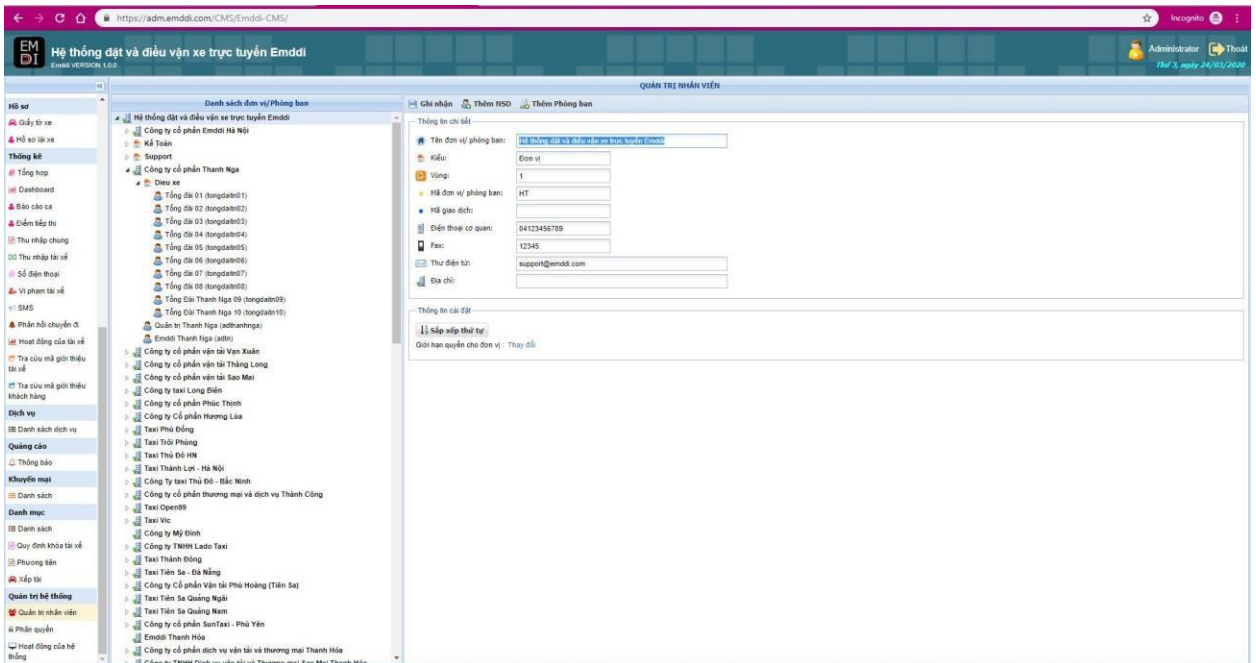 https://adm.emddi.com/CMS/Emddi-CMS/
Incognito
EM
DI
Hệ thống đặt và điều vận xe trực tuyến Emddi
Emddi VERSION 1.0.0
Administrator
Thoát
Thứ 3, ngày 24/03/2020
QUẢN TRỊ NHÂN VIÊN
Hồ sơ
Giấy tờ xe
Hồ sơ lái xe
Thống kê
Tổng hợp
Dashboard
Báo cáo ca
Điểm tiếp thị
Thu nhập chung
Thu nhập tài xế
Số điện thoại
Vi phạm tài xế
SMS
Phản hồi chuyến đi
Hoạt động của tài xế
Tra cứu mã giới thiệu
tài xế
Tra cứu mã giới thiệu
khách hàng
Dịch vụ
Danh sách dịch vụ
Quảng cáo
Thông báo
Khuyến mại
Danh sách
Danh mục
Danh sách
Quy định khóa tài xế
Phương tiện
Xếp tài
Quản trị hệ thống
Quản trị nhân viên
Phân quyền
Hoạt động của hệ
thống
Danh sách đơn vị/Phòng ban
Hệ thống đặt và điều vận xe trực tuyến Emddi
Công ty cổ phần Emddi Hà Nội
Kế Toán
Support
Công ty cổ phần Thanh Nga
Dieu xe
Tổng đài 01 (tongdaitn01)
Tổng đài 02 (tongdaitn02)
Tổng đài 03 (tongdaitn03)
Tổng đài 04 (tongdaitn04)
Tổng đài 05 (tongdaitn05)
Tổng đài 06 (tongdaitn06)
Tổng đài 07 (tongdaitn07)
Tổng đài 08 (tongdaitn08)
Tổng Đài Thanh Nga 09 (tongdaitn09)
Tổng Đài Thanh Nga 10 (tongdaitn10)
Quản trị Thanh Nga (adthanhnga)
Emddi Thanh Nga (adtn)
Công ty cổ phần vận tải Vạn Xuân
Công ty cổ phần vận tải Thăng Long
Công ty cổ phần vận tải Sao Mai
Công ty taxi Long Biên
Công ty cổ phần Phúc Thịnh
Công ty Cổ phần Hương Lúa
Taxi Phù Đổng
Taxi Trôi Phùng
Taxi Thủ Đô HN
Taxi Thành Lợi - Hà Nội
Công Ty taxi Thủ Đô - Bắc Ninh
Công ty cổ phần thương mại và dịch vụ Thành Công
Taxi Open99
Taxi Vic
Công ty Mỹ Đình
Công ty TNHH Lado Taxi
Taxi Thành Đông
Taxi Tiên Sa - Đà Nẵng
Công ty Cổ phần Vận tải Phú Hoàng (Tiên Sa)
Taxi Tiên Sa Quảng Ngãi
Taxi Tiên Sa Quảng Nam
Công ty cổ phần SunTaxi - Phú Yên
Emddi Thanh Hóa
Công ty cổ phần dịch vụ vận tải và thương mại Thanh Hóa
Công ty TNHH Dịch vụ vận tải và Thương mại Sao Mai Thanh Hóa
Ghi nhận Thêm NSD Thêm Phòng ban
Thông tin chi tiết
Tên đơn vị/ phòng ban: Hệ thống đặt và điều vận xe trực tuyến Emddi
Kiểu: Đơn vị
Vùng: 1
Mã đơn vị/ phòng ban: HT
Mã giao dịch:
Điện thoại cơ quan: 04123456789
Fax: 12345
Thư điện tử: support@emddi.com
Địa chỉ:
Thông tin cài đặt
Sắp xếp thứ tự
Giới hạn quyền cho đơn vị : Thay đổi